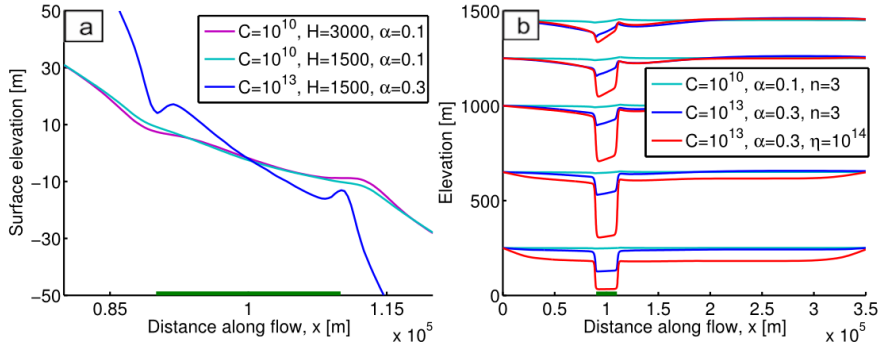 a
C=10^10, H=3000, α=0.1
C=10^10, H=1500, α=0.1
C=10^13, H=1500, α=0.3
50
30
10
−10
−30
−50
Surface elevation [m]
0.85
1
1.15
x 10^5
Distance along flow, x [m]
b
C=10^10, α=0.1, n=3
C=10^13, α=0.3, n=3
C=10^13, α=0.3, η=10^14
1500
1000
500
0
Elevation [m]
0
0.5
1
1.5
2
2.5
3
3.5
x 10^5
Distance along flow, x [m]